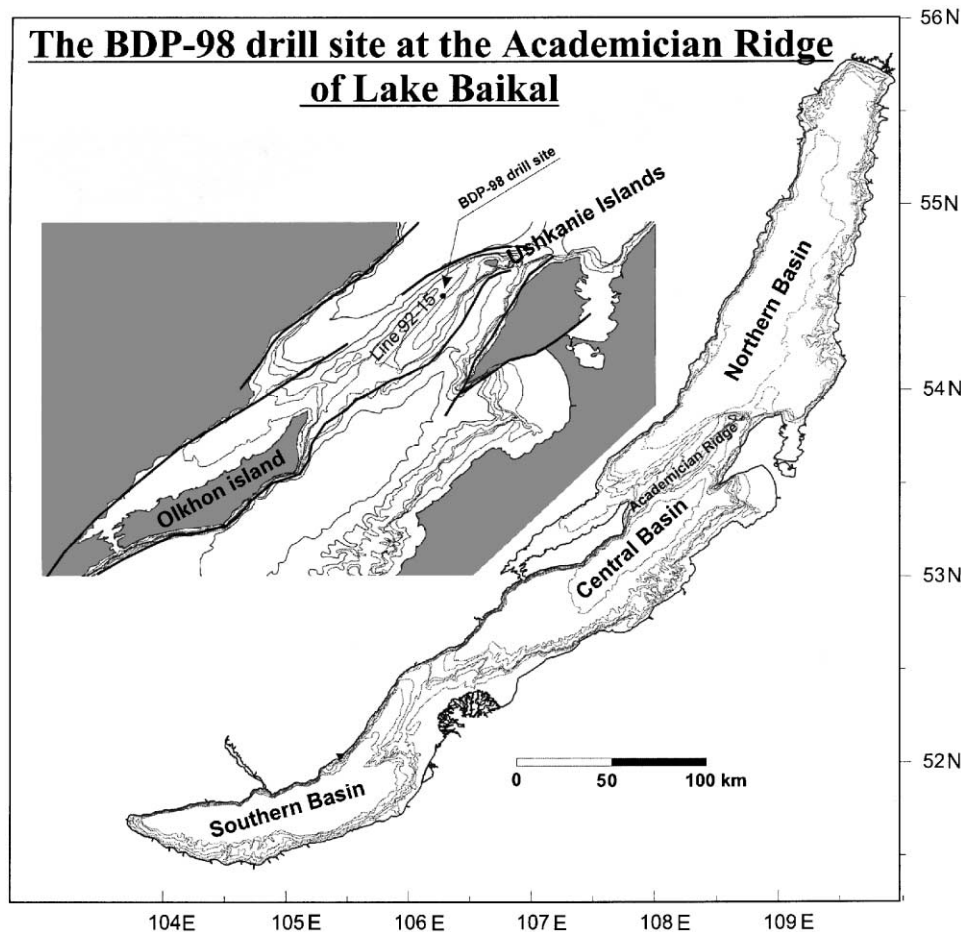 The BDP-98 drill site at the Academician Ridge
of Lake Baikal
56N
55N
54N
53N
52N
BDP-98 drill site
Ushkanie Islands
Line 92-15
Olkhon island
Northern Basin
Academician Ridge
Central Basin
Southern Basin
0 50 100 km
104E 105E 106E 107E 108E 109E